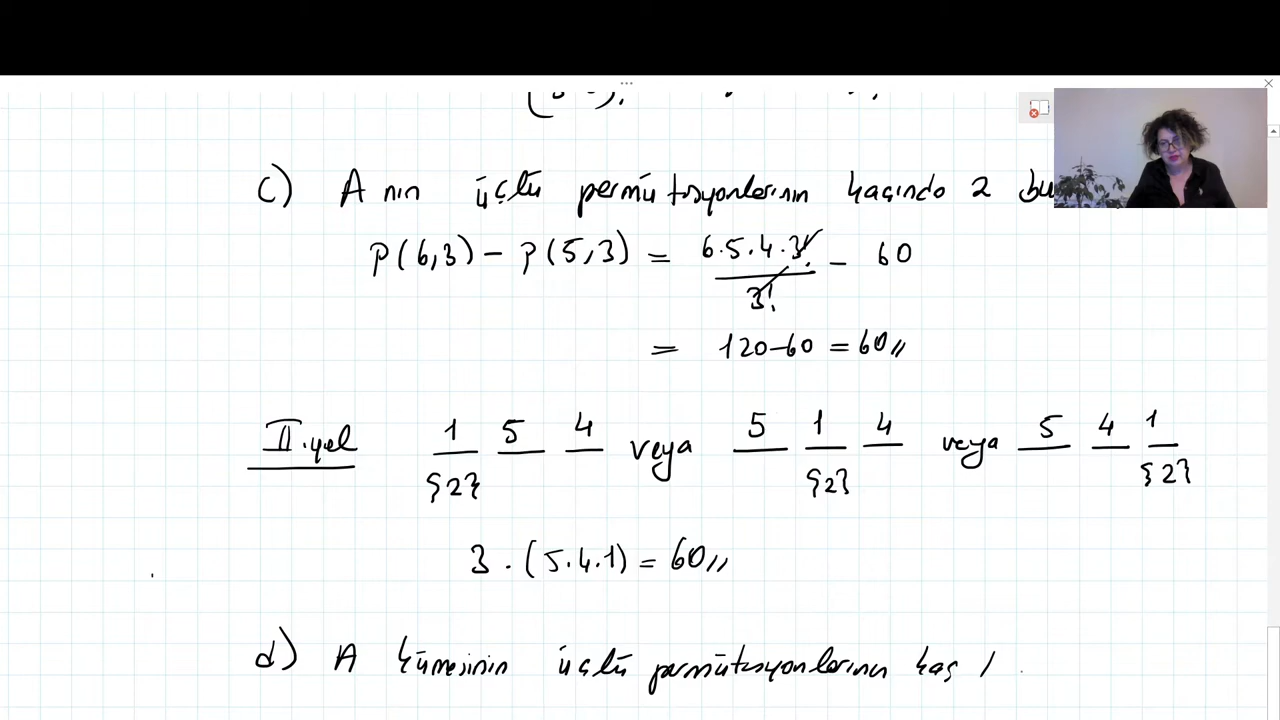 c) A nın üçlü permütasyonlarının kaçında 2 bu
P(6,3) - P(5,3) = 6.5.4.3! / 3! - 60
= 120-60 = 60//
II.yol 1 5 4 veya 5 1 4 veya 5 4 1
{2} {2} {2}
3 . (5.4.1) = 60//
d) A kümesinin üçlü permütasyonlarının kaç